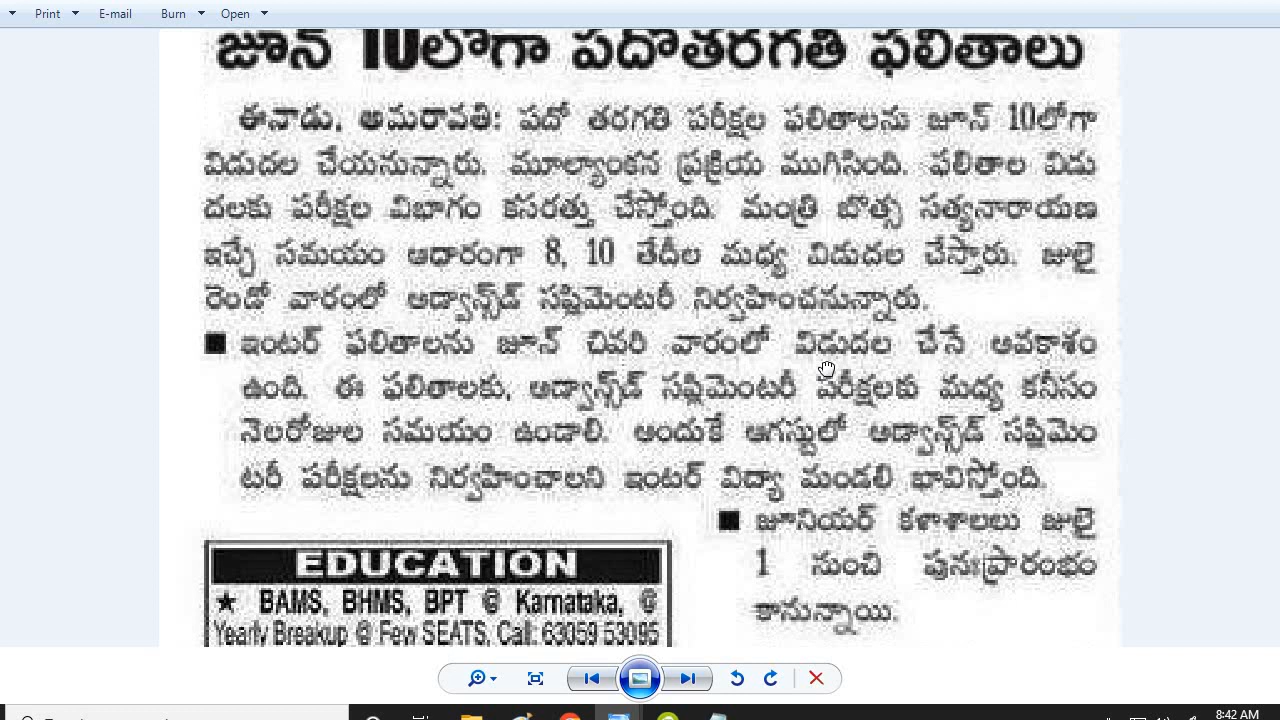 Print E-mail Burn Open
జూన్ 10లోగా పదోతరగతి ఫలితాలు
ఈనాడు, అమరావతి: పదో తరగతి పరీక్షల ఫలితాలను జూన్ 10లోగా
విడుదల చేయనున్నారు. మూల్యాంకన ప్రక్రియ ముగిసింది. ఫలితాల విడు
దలకు పరీక్షల విభాగం కసరత్తు చేస్తోంది. మంత్రి బొత్స సత్యనారాయణ
ఇచ్చే సమయం ఆధారంగా 8, 10 తేదీల మధ్య విడుదల చేస్తారు. జులై
రెండో వారంలో అడ్వాన్స్‌డ్ సప్లిమెంటరీ నిర్వహించనున్నారు.
■ ఇంటర్ ఫలితాలను జూన్ చివరి వారంలో విడుదల చేసే అవకాశం
ఉంది. ఈ ఫలితాలకు, అడ్వాన్స్‌డ్ సప్లిమెంటరీ పరీక్షలకు మధ్య కనీసం
నెలరోజుల సమయం ఉండాలి. అందుకే ఆగస్టులో అడ్వాన్స్‌డ్ సప్లిమెం
టరీ పరీక్షలను నిర్వహించాలని ఇంటర్ విద్యా మండలి భావిస్తోంది.
■ జూనియర్ కళాశాలలు జులై
1 నుంచి పునఃప్రారంభం
కానున్నాయి.
EDUCATION
★ BAMS, BHMS, BPT @ Karnataka, @
Yearly Breakup @ Few SEATS, Call: 63059 53095
8:42 AM